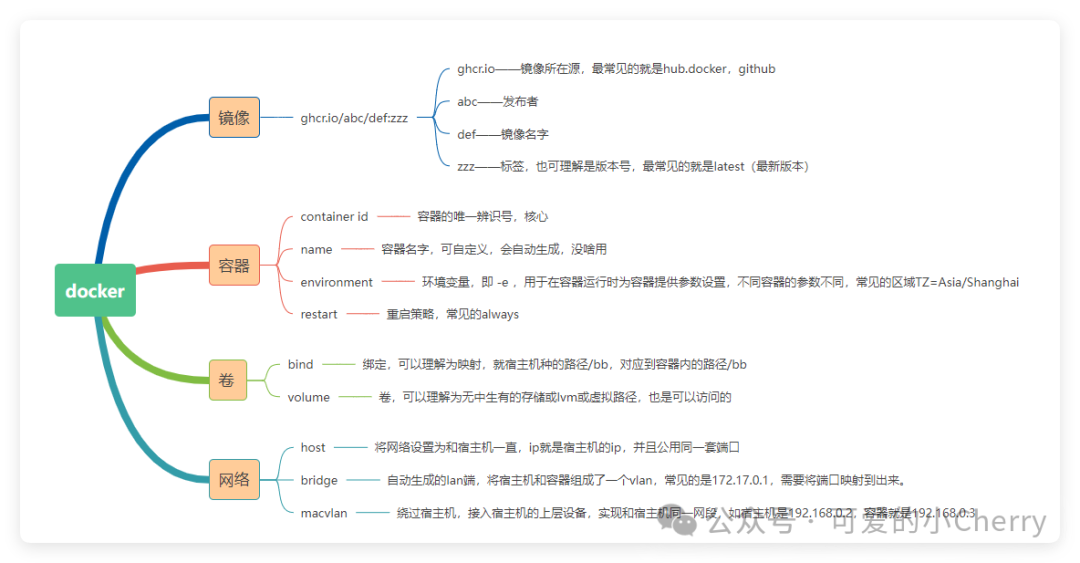 docker
镜像
ghcr.io/abc/def:zzz
ghcr.io——镜像所在源，最常见的就是hub.docker，github
abc——发布者
def——镜像名字
zzz——标签，也可理解是版本号，最常见的就是latest（最新版本）
容器
container id 容器的唯一辨识号，核心
name 容器名字，可自定义，会自动生成，没啥用
environment 环境变量，即 -e ，用于在容器运行时为容器提供参数设置，不同容器的参数不同，常见的区域TZ=Asia/Shanghai
restart 重启策略，常见的always
卷
bind 绑定，可以理解为映射，就宿主机种的路径/bb，对应到容器内的路径/bb
volume 卷，可以理解为无中生有的存储或lvm或虚拟路径，也是可以访问的
网络
host 将网络设置为和宿主机一直，ip就是宿主机的ip，并且公用同一套端口
bridge 自动生成的lan端，将宿主机和容器组成了一个vlan，常见的是172.17.0.1，需要将端口映射到出来。
macvlan 绕过宿主机，接入宿主机的上层设备，实现和宿主机同一网段，如宿主机是192.168.0.2，容器就是192.168.0.3
公众号·可爱的小Cherry